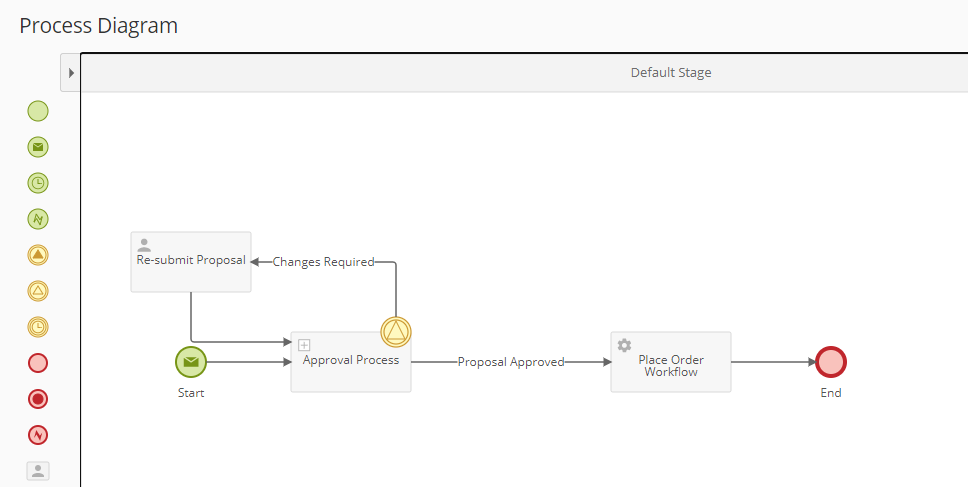 Process Diagram
Default Stage
Re-submit Proposal
Changes Required
Approval Process
Proposal Approved
Place Order
Workflow
Start
End